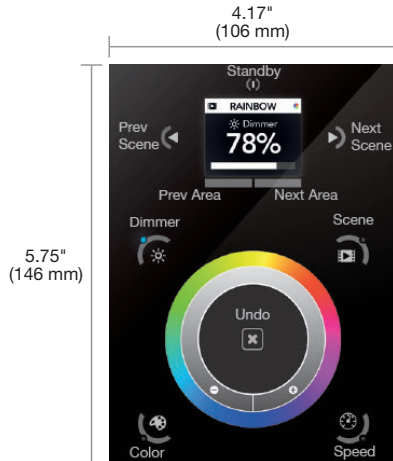 4.17"
(106 mm)
Standby
RAINBOW
Dimmer
78%
Prev
Scene
Next
Scene
Prev Area
Next Area
Dimmer
Scene
5.75"
(146 mm)
Undo
Color
Speed